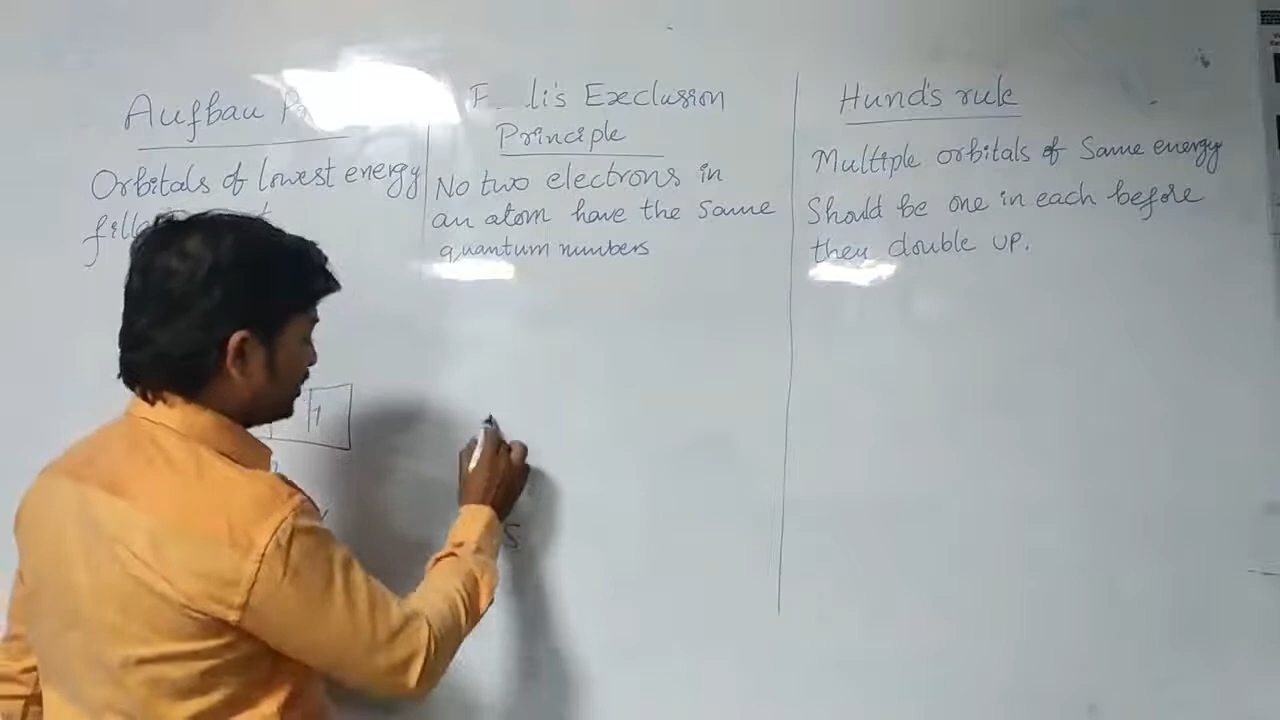 Aufbau
Orbitals of lowest energy
Exclusion
Principle
No two electrons in
an atom have the same
quantum numbers
Hund's rule
Multiple orbitals of Same energy
Should be one in each before
they double up.
1
S